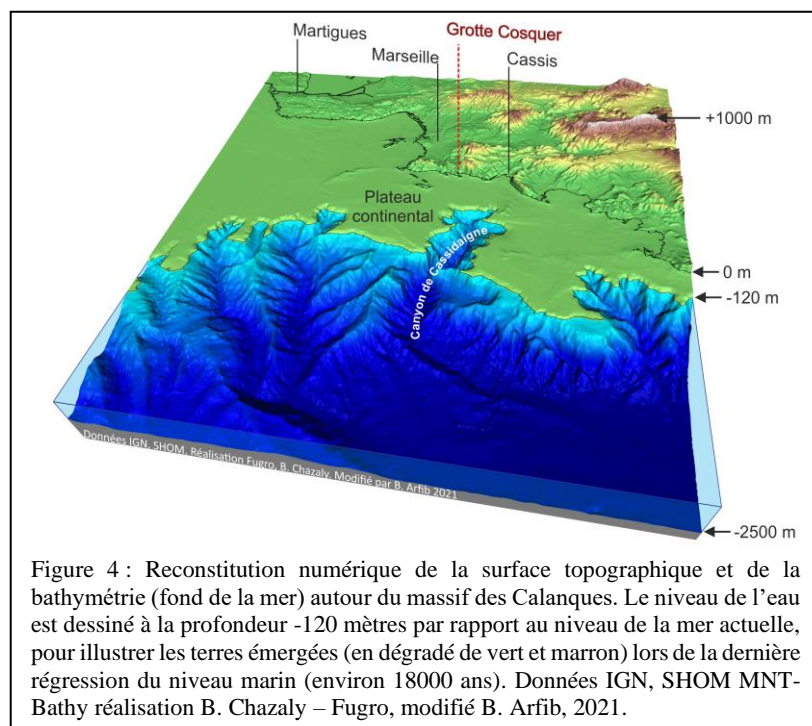 Grotte Cosquer
Martigues
Marseille
Cassis
+1000 m
Plateau
continental
Canyon de Cassidaigne
0 m
-120 m
Données IGN, SHOM, Réalisation Fugro, B. Chazaly, Modifié par B. Arfib 2021
-2500 m
Figure 4 : Reconstitution numérique de la surface topographique et de la
bathymétrie (fond de la mer) autour du massif des Calanques. Le niveau de l'eau
est dessiné à la profondeur -120 mètres par rapport au niveau de la mer actuelle,
pour illustrer les terres émergées (en dégradé de vert et marron) lors de la dernière
régression du niveau marin (environ 18000 ans). Données IGN, SHOM MNT-
Bathy réalisation B. Chazaly – Fugro, modifié B. Arfib, 2021.